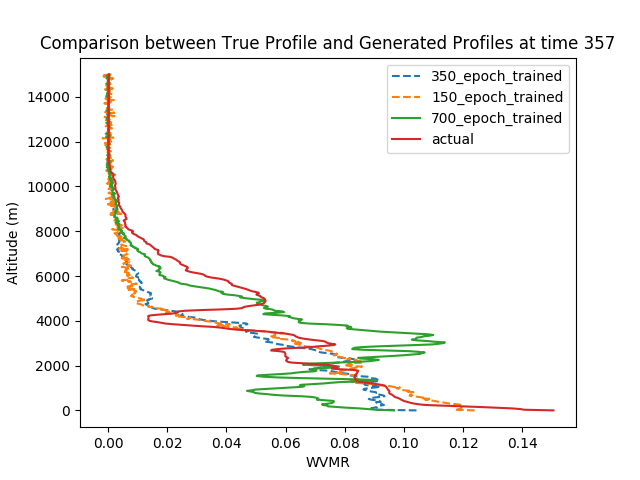 Comparison between True Profile and Generated Profiles at time 357
350_epoch_trained
150_epoch_trained
700_epoch_trained
actual
Altitude (m)
14000
12000
10000
8000
6000
4000
2000
0
0.00 0.02 0.04 0.06 0.08 0.10 0.12 0.14
WVMR